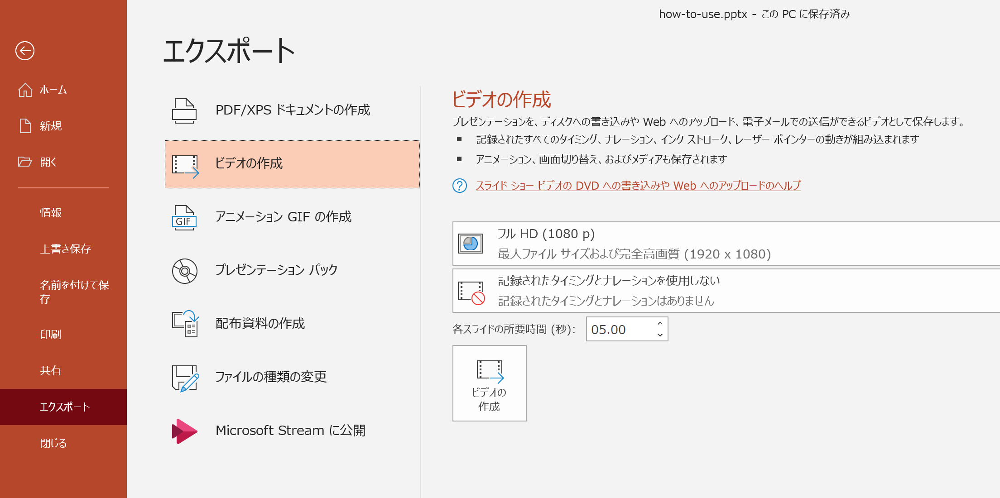 how-to-use.pptx - この PC に保存済み
ホーム
新規
開く
情報
上書き保存
名前を付けて保
存
印刷
共有
エクスポート
閉じる
エクスポート
PDF/XPS ドキュメントの作成
ビデオの作成
GIF
アニメーション GIF の作成
プレゼンテーション パック
配布資料の作成
ファイルの種類の変更
Microsoft Stream に公開
ビデオの作成
プレゼンテーションを、ディスクへの書き込みや Web へのアップロード、電子メールでの送信ができるビデオとして保存します。
■ 記録されたすべてのタイミング、ナレーション、インク ストローク、レーザー ポインターの動きが組み込まれます
■ アニメーション、画面切り替え、およびメディアも保存されます
? スライド ショー ビデオの DVD への書き込みや Web へのアップロードのヘルプ
フル HD (1080 p)
最大ファイル サイズおよび完全高画質 (1920 x 1080)
記録されたタイミングとナレーションを使用しない
記録されたタイミングとナレーションはありません
各スライドの所要時間 (秒): 05.00
ビデオの
作成